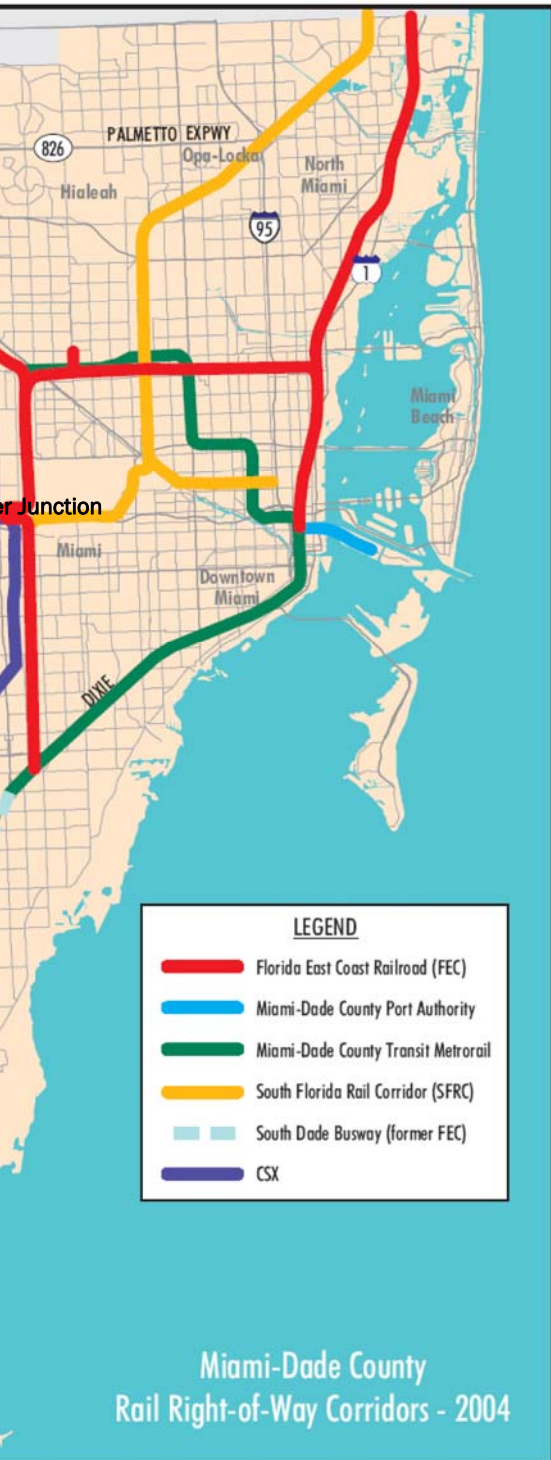 PALMETTO EXPWY
826
Opa-Locka
North
Miami
Hialeah
95
1
Miami
Beach
er Junction
Miami
Downtown
Miami
DIXIE
LEGEND
Florida East Coast Railroad (FEC)
Miami-Dade County Port Authority
Miami-Dade County Transit Metrorail
South Florida Rail Corridor (SFRC)
South Dade Busway (former FEC)
CSX
Miami-Dade County
Rail Right-of-Way Corridors - 2004